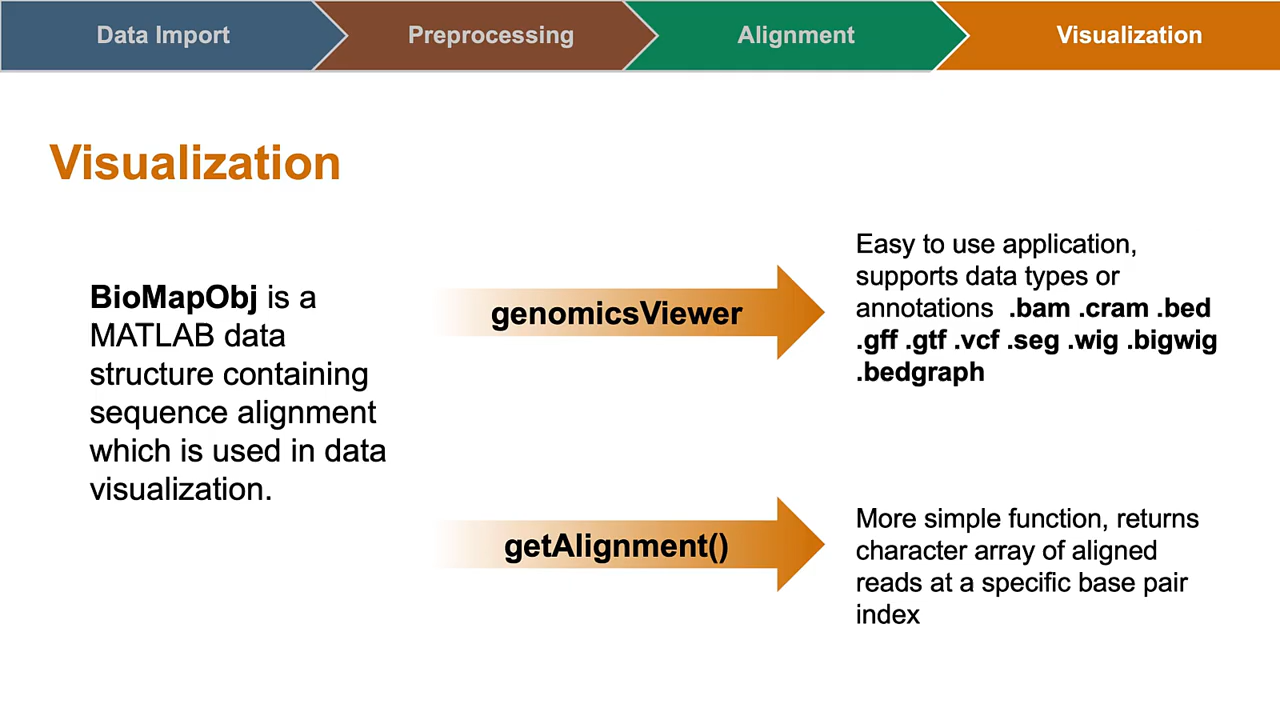 Data Import
Preprocessing
Alignment
Visualization
Visualization
BioMapObj is a
MATLAB data
structure containing
sequence alignment
which is used in data
visualization.
genomicsViewer
Easy to use application,
supports data types or
annotations .bam .cram .bed
.gff .gtf .vcf .seg .wig .bigwig
.bedgraph
getAlignment()
More simple function, returns
character array of aligned
reads at a specific base pair
index